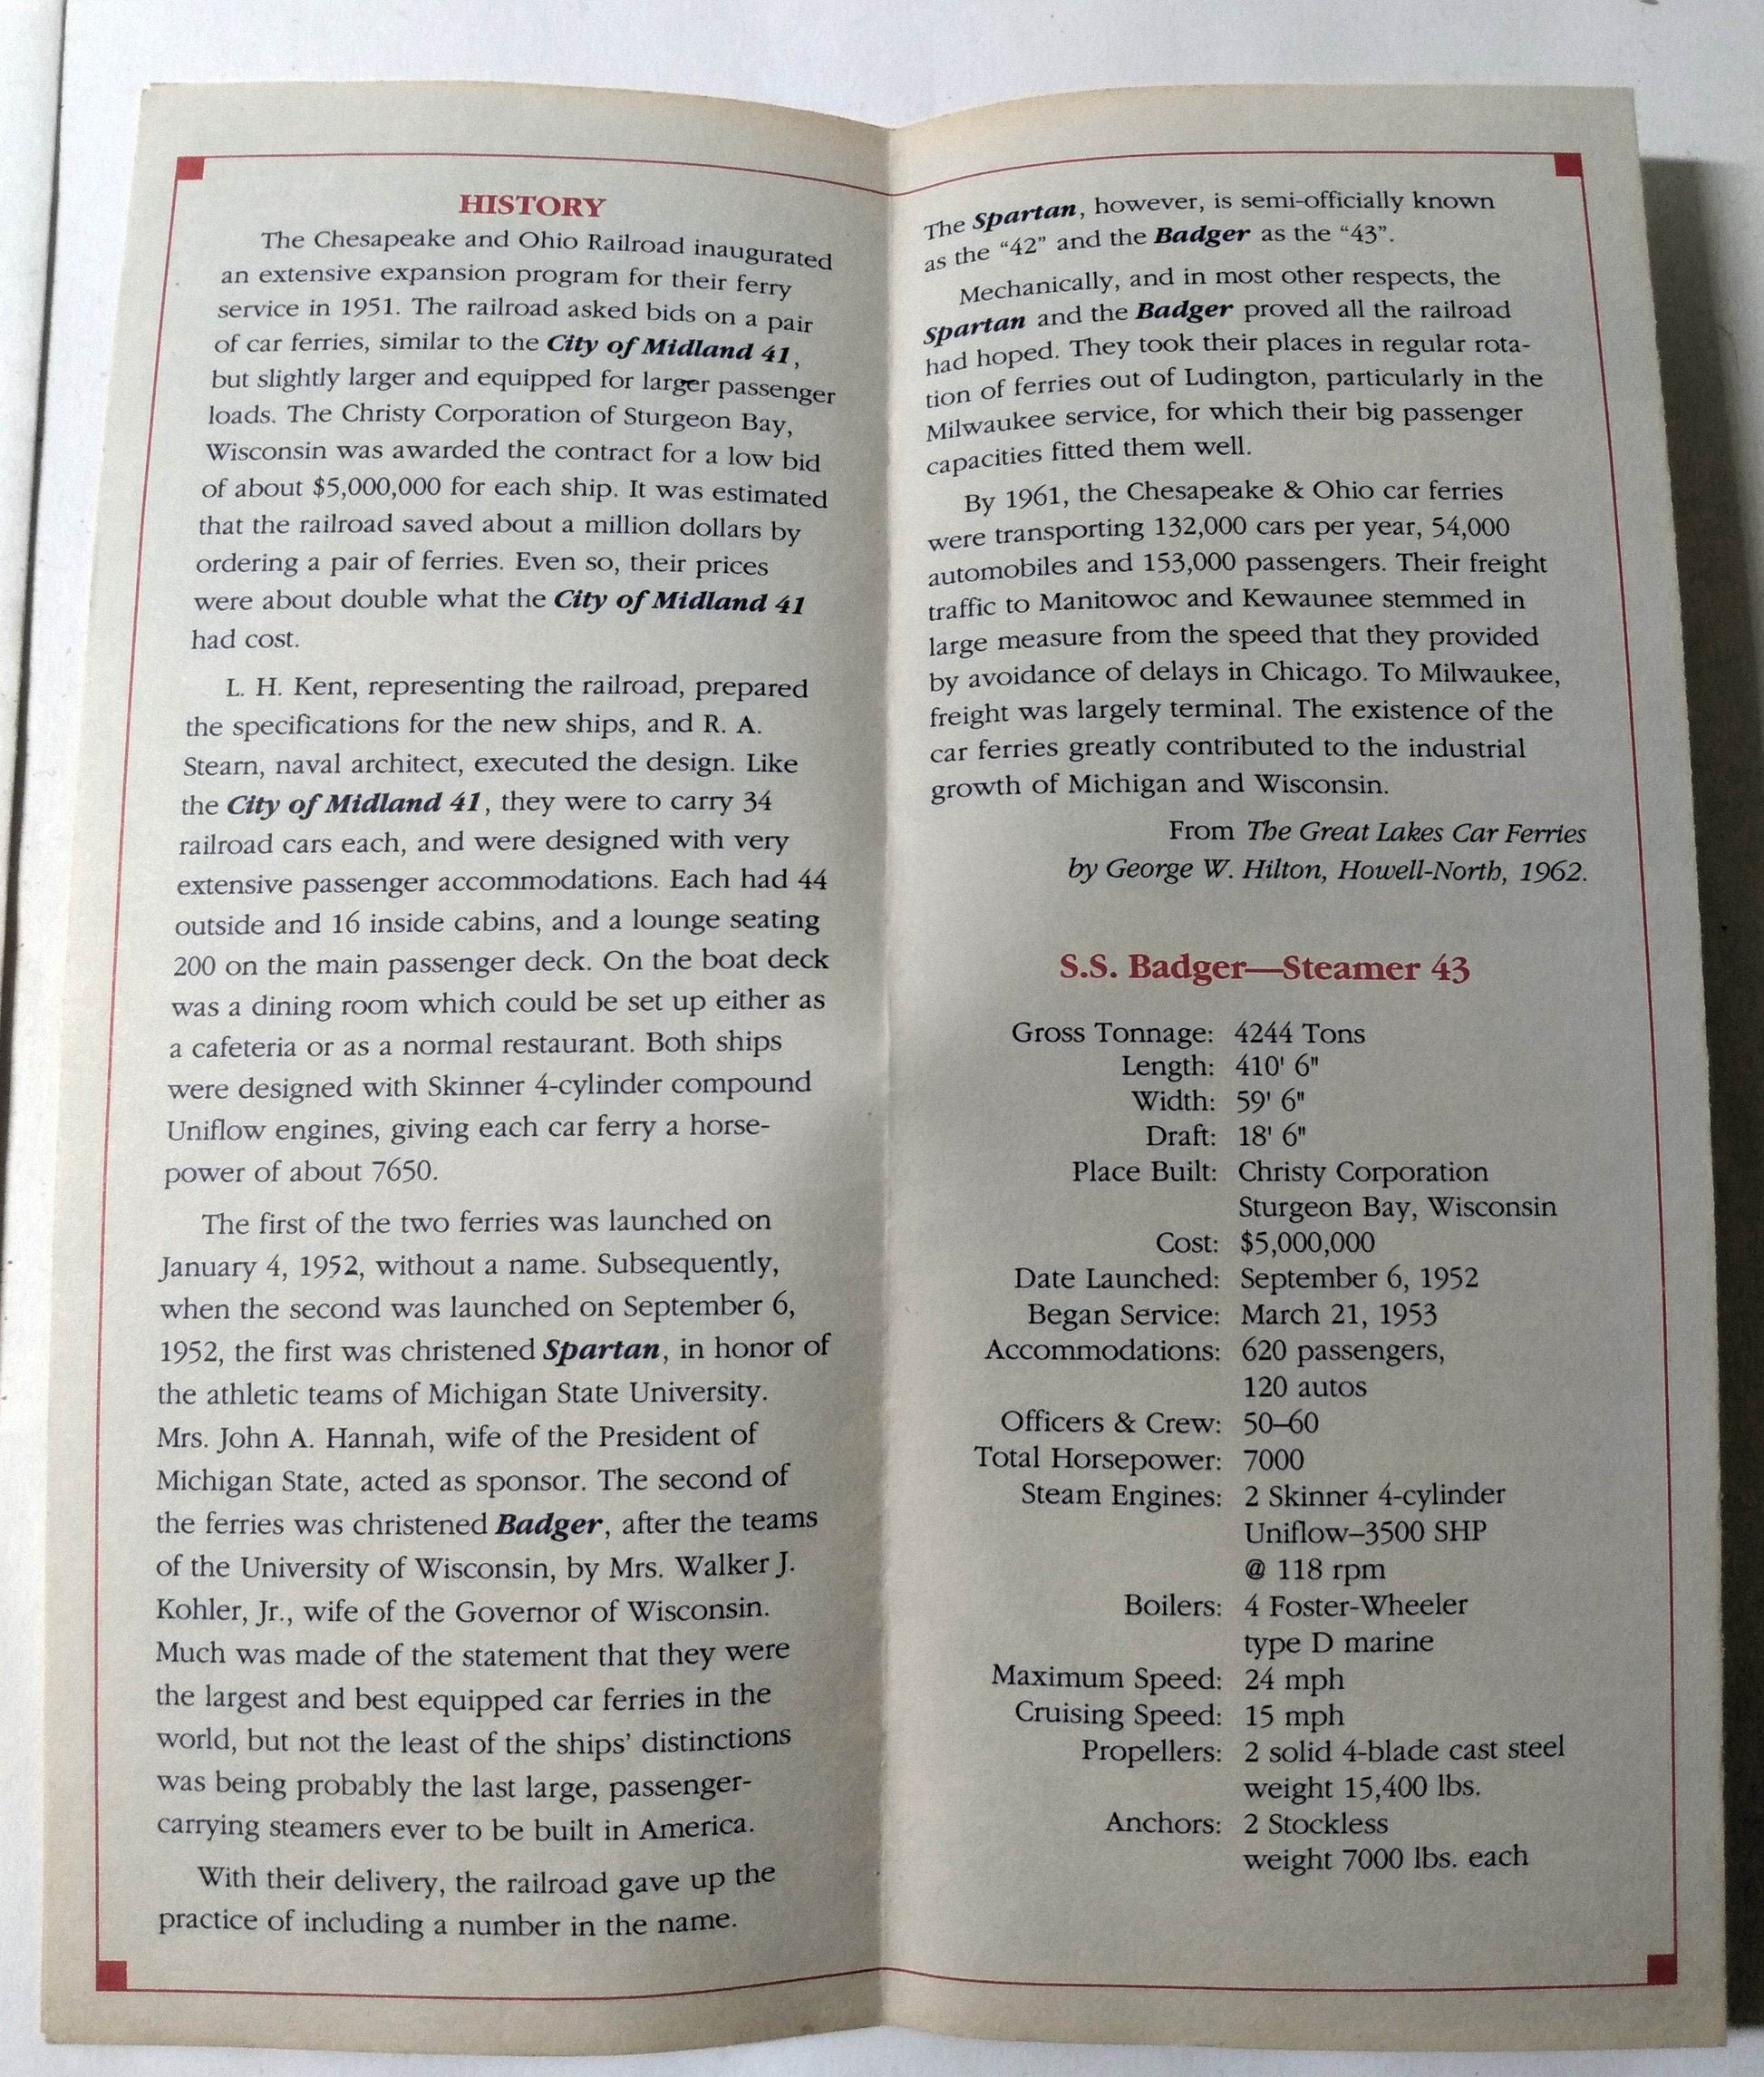 HISTORY
The Chesapeake and Ohio Railroad inaugurated
an extensive expansion program for their ferry
service in 1951. The railroad asked bids on a pair
of car ferries, similar to the City of Midland 41,
but slightly larger and equipped for larger passenger
loads. The Christy Corporation of Sturgeon Bay,
Wisconsin was awarded the contract for a low bid
of about $5,000,000 for each ship. It was estimated
that the railroad saved about a million dollars by
ordering a pair of ferries. Even so, their prices
were about double what the City of Midland 41
had cost.
L. H. Kent, representing the railroad, prepared
the specifications for the new ships, and R. A.
Stearn, naval architect, executed the design. Like
the City of Midland 41, they were to carry 34
railroad cars each, and were designed with very
extensive passenger accommodations. Each had 44
outside and 16 inside cabins, and a lounge seating
200 on the main passenger deck. On the boat deck
was a dining room which could be set up either as
a cafeteria or as a normal restaurant. Both ships
were designed with Skinner 4-cylinder compound
Uniflow engines, giving each car ferry a horse-
power of about 7650.
The first of the two ferries was launched on
January 4, 1952, without a name. Subsequently,
when the second was launched on September 6,
1952, the first was christened Spartan, in honor of
the athletic teams of Michigan State University.
Mrs. John A. Hannah, wife of the President of
Michigan State, acted as sponsor. The second of
the ferries was christened Badger, after the teams
of the University of Wisconsin, by Mrs. Walker J.
Kohler, Jr., wife of the Governor of Wisconsin.
Much was made of the statement that they were
the largest and best equipped car ferries in the
world, but not the least of the ships' distinctions
was being probably the last large, passenger-
carrying steamers ever to be built in America.
With their delivery, the railroad gave up the
practice of including a number in the name.
The Spartan, however, is semi-officially known
as the “42” and the Badger as the “43”.
Mechanically, and in most other respects, the
Spartan and the Badger proved all the railroad
had hoped. They took their places in regular rota-
tion of ferries out of Ludington, particularly in the
Milwaukee service, for which their big passenger
capacities fitted them well.
By 1961, the Chesapeake & Ohio car ferries
were transporting 132,000 cars per year, 54,000
automobiles and 153,000 passengers. Their freight
traffic to Manitowoc and Kewaunee stemmed in
large measure from the speed that they provided
by avoidance of delays in Chicago. To Milwaukee,
freight was largely terminal. The existence of the
car ferries greatly contributed to the industrial
growth of Michigan and Wisconsin.
From The Great Lakes Car Ferries
by George W. Hilton, Howell-North, 1962.
S.S. Badger—Steamer 43
Gross Tonnage: 4244 Tons
Length: 410' 6"
Width: 59' 6"
Draft: 18' 6"
Place Built: Christy Corporation
Sturgeon Bay, Wisconsin
Cost: $5,000,000
Date Launched: September 6, 1952
Began Service: March 21, 1953
Accommodations: 620 passengers,
120 autos
Officers & Crew: 50–60
Total Horsepower: 7000
Steam Engines: 2 Skinner 4-cylinder
Uniflow–3500 SHP
@ 118 rpm
Boilers: 4 Foster-Wheeler
type D marine
Maximum Speed: 24 mph
Cruising Speed: 15 mph
Propellers: 2 solid 4-blade cast steel
weight 15,400 lbs.
Anchors: 2 Stockless
weight 7000 lbs. each